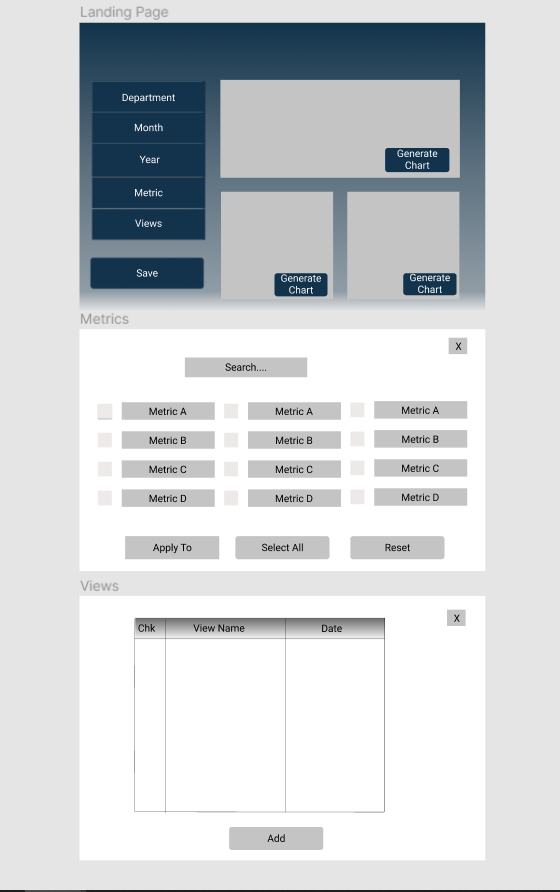 Landing Page
Department
Month
Year
Metric
Views
Save
Generate
Chart
Generate
Chart
Generate
Chart
Metrics
X
Search....
Metric A
Metric A
Metric A
Metric B
Metric B
Metric B
Metric C
Metric C
Metric C
Metric D
Metric D
Metric D
Apply To
Select All
Reset
Views
X
Chk
View Name
Date
Add